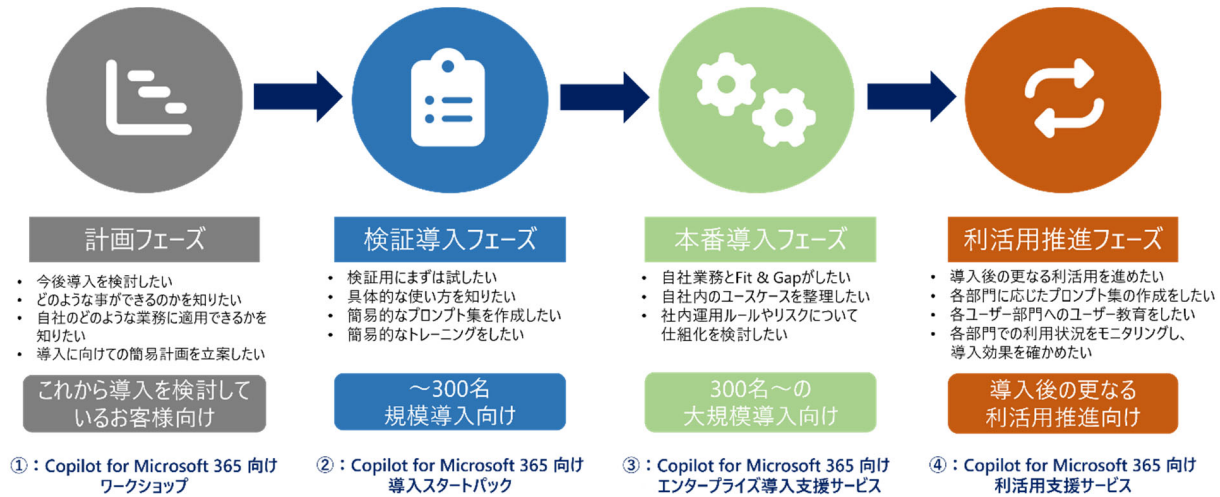 計画フェーズ
• 今後導入を検討したい
• どのような事ができるのかを知りたい
• 自社のどのような業務に適用できるかを
知りたい
• 導入に向けての簡易計画を立案したい
これから導入を検討して
いるお客様向け
①：Copilot for Microsoft 365 向け
ワークショップ
検証導入フェーズ
• 検証用にまずは試したい
• 具体的な使い方を知りたい
• 簡易的なプロンプト集を作成したい
• 簡易的なトレーニングをしたい
～300名
規模導入向け
②：Copilot for Microsoft 365 向け
導入スタートパック
本番導入フェーズ
• 自社業務とFit & Gapがしたい
• 自社内のユースケースを整理したい
• 社内運用ルールやリスクについて
仕組化を検討したい
300名～の
大規模導入向け
③：Copilot for Microsoft 365 向け
エンタープライズ導入支援サービス
利活用推進フェーズ
• 導入後の更なる利活用を進めたい
• 各部門に応じたプロンプト集の作成をしたい
• 各ユーザー部門へのユーザー教育をしたい
• 各部門での利用状況をモニタリングし、
導入効果を確かめたい
導入後の更なる
利活用推進向け
④：Copilot for Microsoft 365 向け
利活用支援サービス